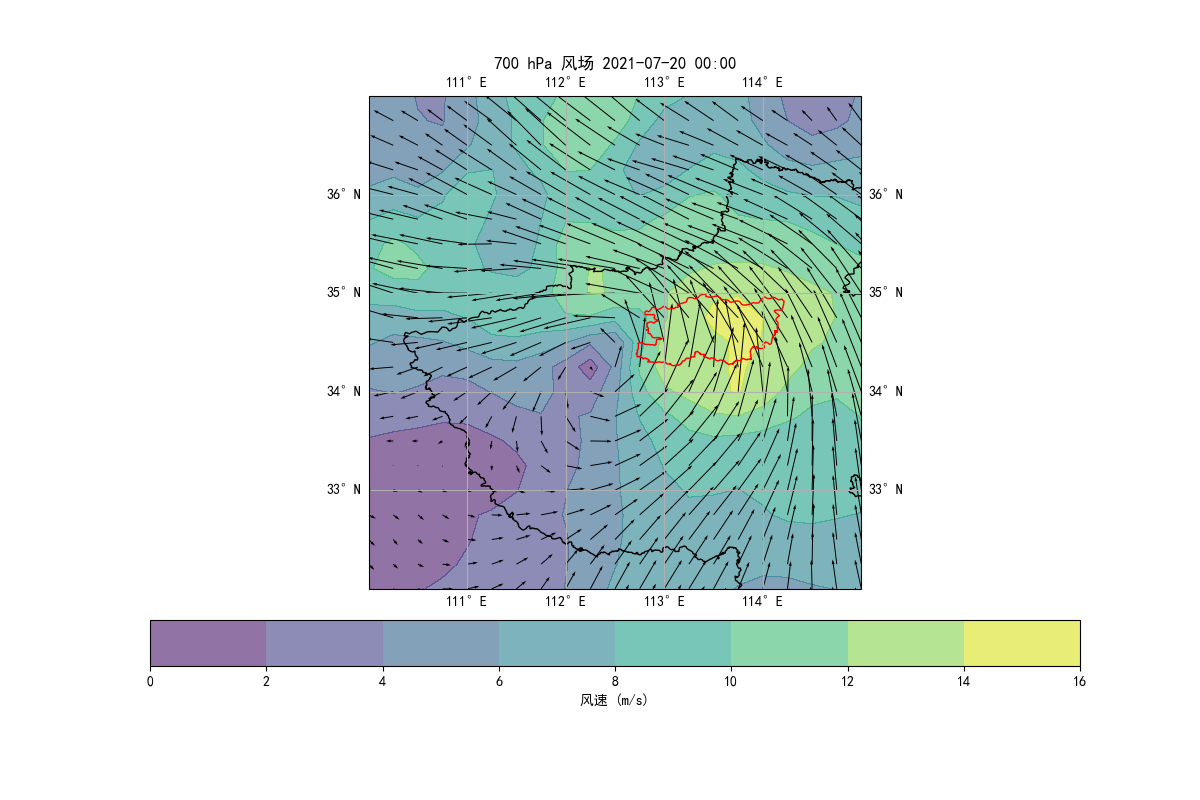 700 hPa 风场 2021-07-20 00:00
111° E 112° E 113° E 114° E
36° N 36° N
35° N 35° N
34° N 34° N
33° N 33° N
111° E 112° E 113° E 114° E
0 2 4 6 8 10 12 14 16
风速 (m/s)